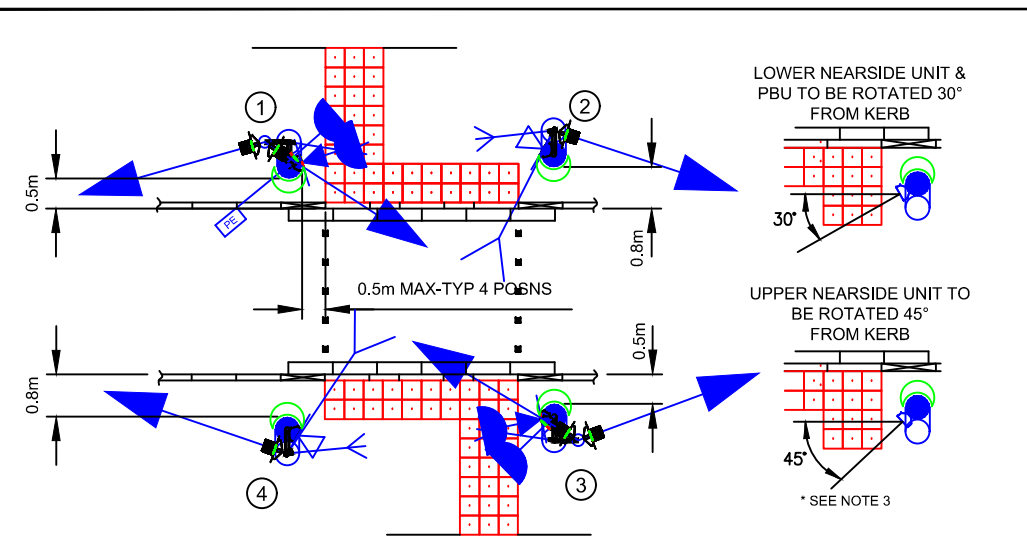 1
2
LOWER NEARSIDE UNIT &
PBU TO BE ROTATED 30°
FROM KERB
0.5m
PE
0.8m
30°
0.5m MAX-TYP 4 POSNS
UPPER NEARSIDE UNIT TO
BE ROTATED 45°
FROM KERB
0.8m
0.5m
4
3
45°
* SEE NOTE 3